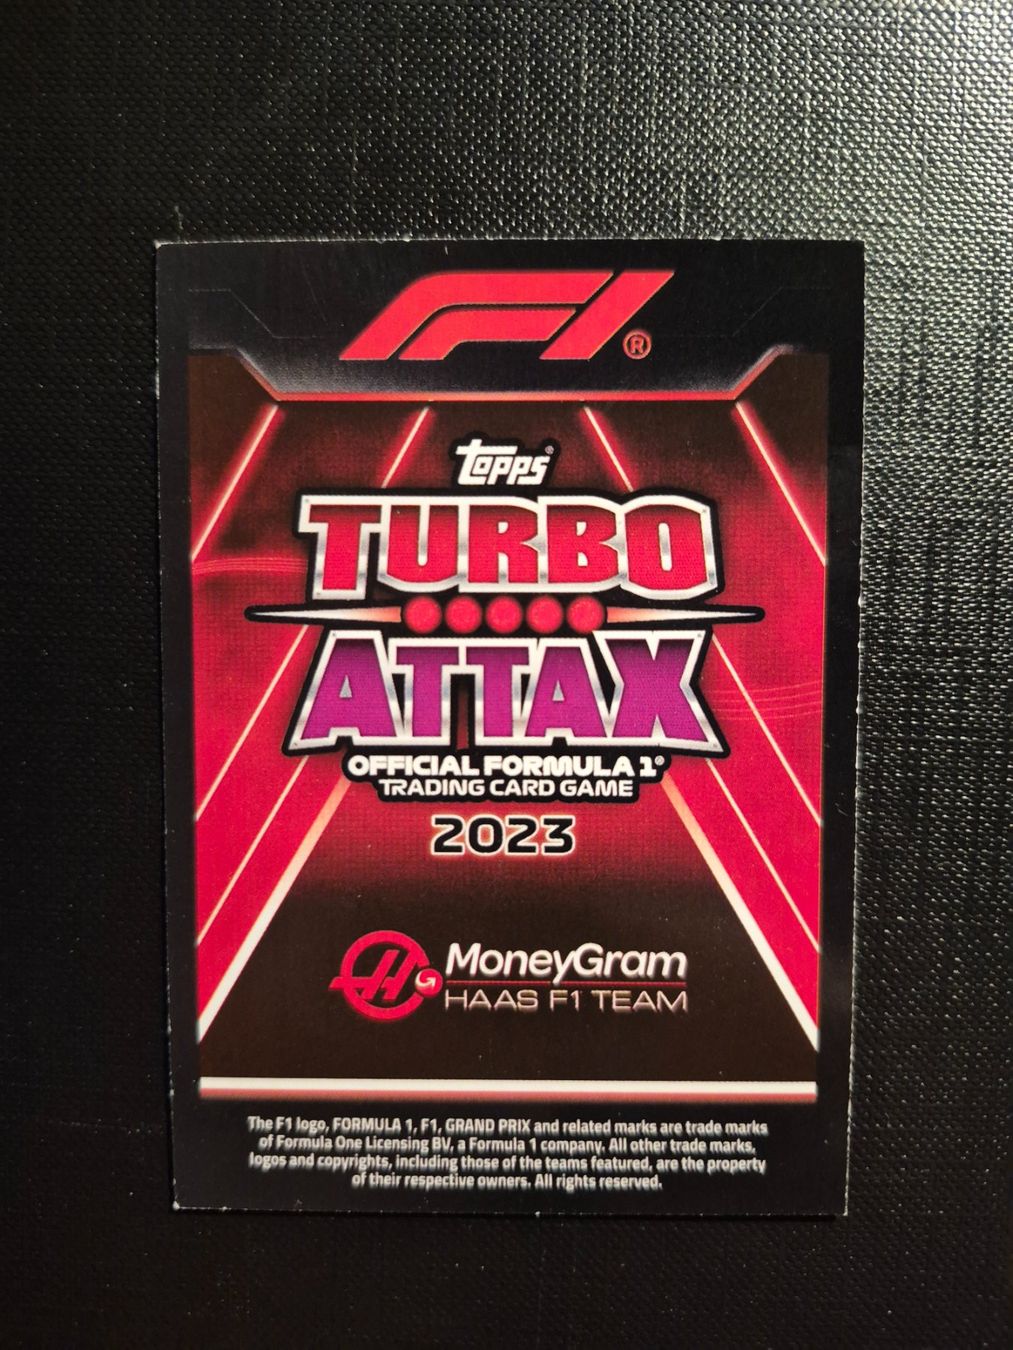 F1®
Topps®
TURBO
ATTAX
OFFICIAL FORMULA 1®
TRADING CARD GAME
2023
MoneyGram
HAAS F1 TEAM
The F1 logo, FORMULA 1, F1, GRAND PRIX and related marks are trade marks
of Formula One Licensing BV, a Formula 1 company. All other trade marks,
logos and copyrights, including those of the teams featured, are the property
of their respective owners. All rights reserved.